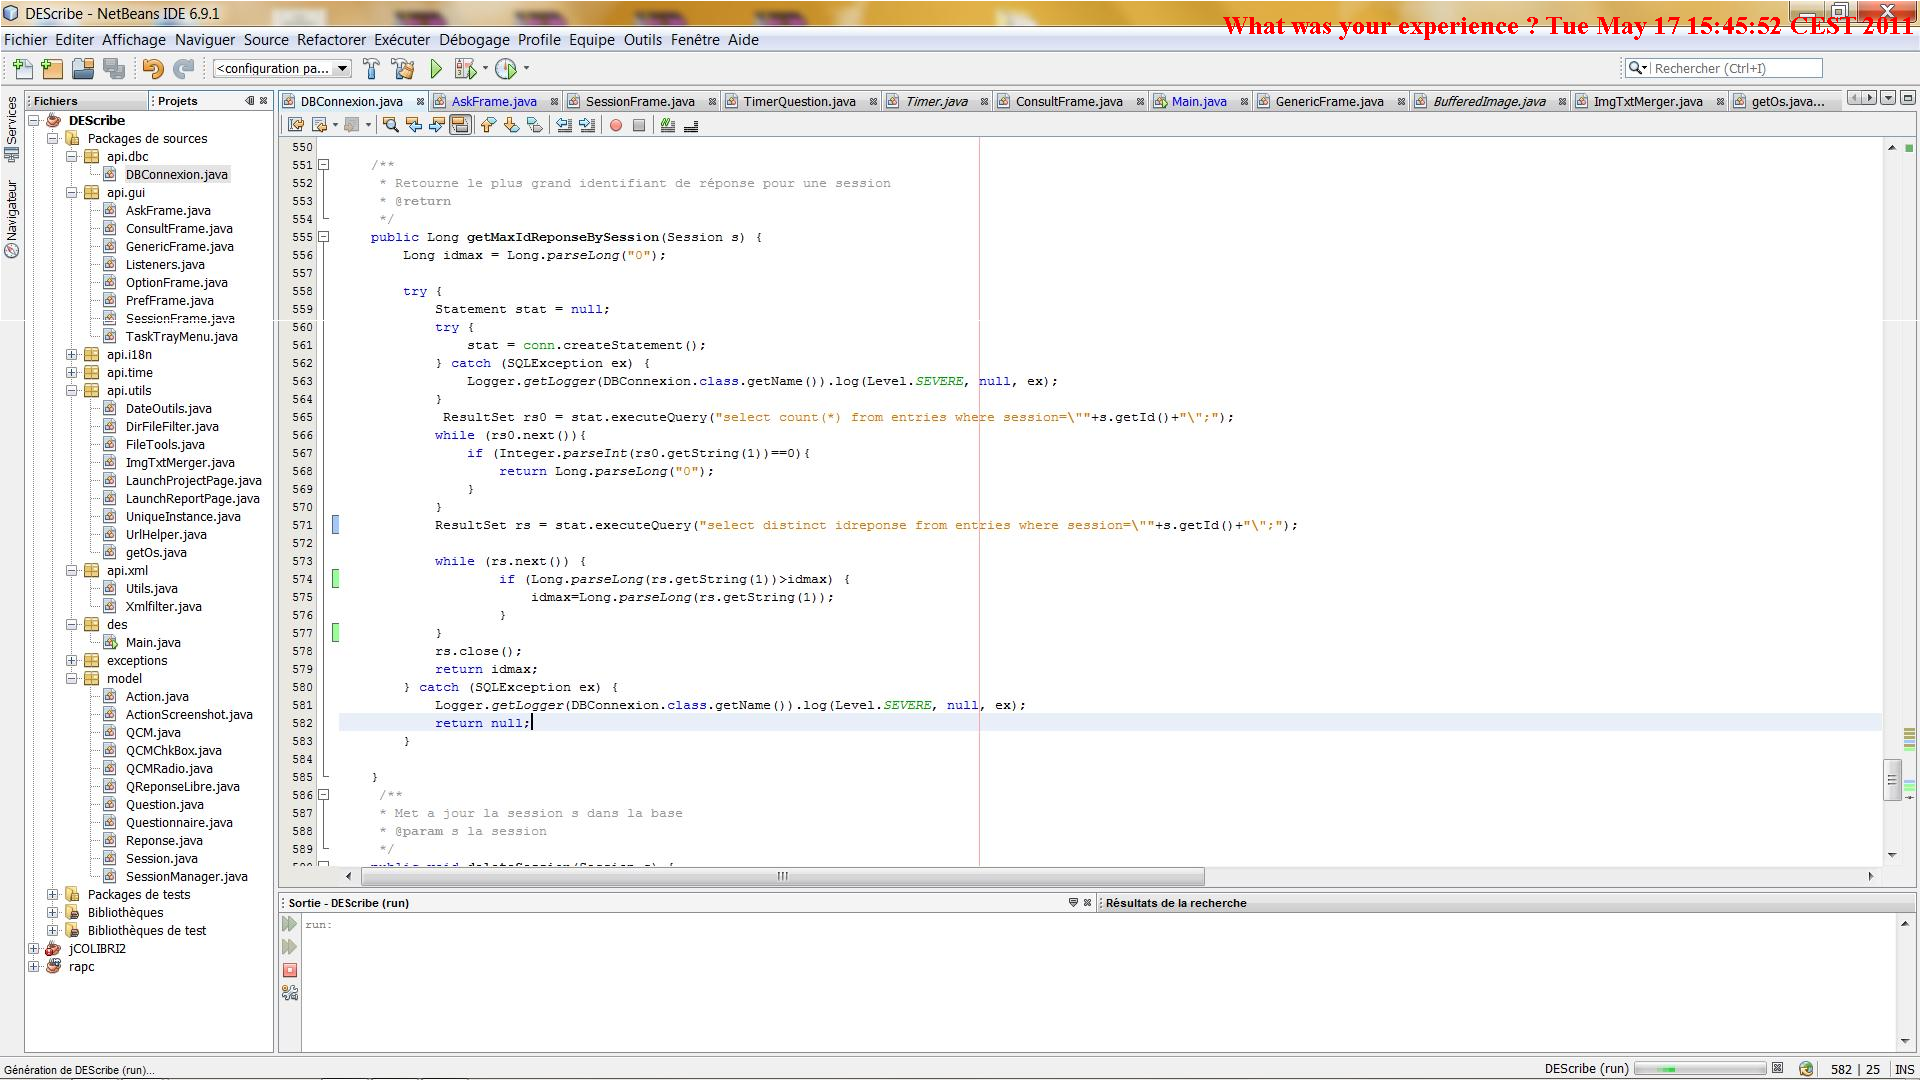 DEScribe - NetBeans IDE 6.9.1
What was your experience ? Tue May 17 15:45:52 CEST 2011
Fichier Editer Affichage Naviguer Source Refactorer Exécuter Débogage Profile Equipe Outils Fenêtre Aide
<configuration pa...
Rechercher (Ctrl+I)
Services
Navigateur
Fichiers
Projets
DEScribe
Packages de sources
api.dbc
DBConnexion.java
api.gui
AskFrame.java
ConsultFrame.java
GenericFrame.java
Listeners.java
OptionFrame.java
PrefFrame.java
SessionFrame.java
TaskTrayMenu.java
api.i18n
api.time
api.utils
DateOutils.java
DirFileFilter.java
FileTools.java
ImgTxtMerger.java
LaunchProjectPage.java
LaunchReportPage.java
UniqueInstance.java
UrlHelper.java
getOs.java
api.xml
Utils.java
Xmlfilter.java
des
Main.java
exceptions
model
Action.java
ActionScreenshot.java
QCM.java
QCMChkBox.java
QCMRadio.java
QReponseLibre.java
Question.java
Questionnaire.java
Reponse.java
Session.java
SessionManager.java
Packages de tests
Bibliothèques
Bibliothèques de test
jCOLIBRI2
rapc
DBConnexion.java AskFrame.java SessionFrame.java TimerQuestion.java Timer.java ConsultFrame.java Main.java GenericFrame.java BufferedImage.java ImgTxtMerger.java getOs.java...
550
551 /**
552 * Retourne le plus grand identifiant de réponse pour une session
553 * @return
554 */
555 public Long getMaxIdReponseBySession(Session s) {
556 Long idmax = Long.parseLong("0");
557
558 try {
559 Statement stat = null;
560 try {
561 stat = conn.createStatement();
562 } catch (SQLException ex) {
563 Logger.getLogger(DBConnexion.class.getName()).log(Level.SEVERE, null, ex);
564 }
565 ResultSet rs0 = stat.executeQuery("select count(*) from entries where session=\""+s.getId()+"\";");
566 while (rs0.next()){
567 if (Integer.parseInt(rs0.getString(1))==0){
568 return Long.parseLong("0");
569 }
570 }
571 ResultSet rs = stat.executeQuery("select distinct idreponse from entries where session=\""+s.getId()+"\";");
572
573 while (rs.next()) {
574 if (Long.parseLong(rs.getString(1))>idmax) {
575 idmax=Long.parseLong(rs.getString(1));
576 }
577 }
578 rs.close();
579 return idmax;
580 } catch (SQLException ex) {
581 Logger.getLogger(DBConnexion.class.getName()).log(Level.SEVERE, null, ex);
582 return null;
583 }
584
585 }
586 /**
587 * Met a jour la session s dans la base
588 * @param s la session
589 */
Sortie - DEScribe (run)
Résultats de la recherche
run:
Génération de DEScribe (run)...
DEScribe (run)
582 | 25 INS